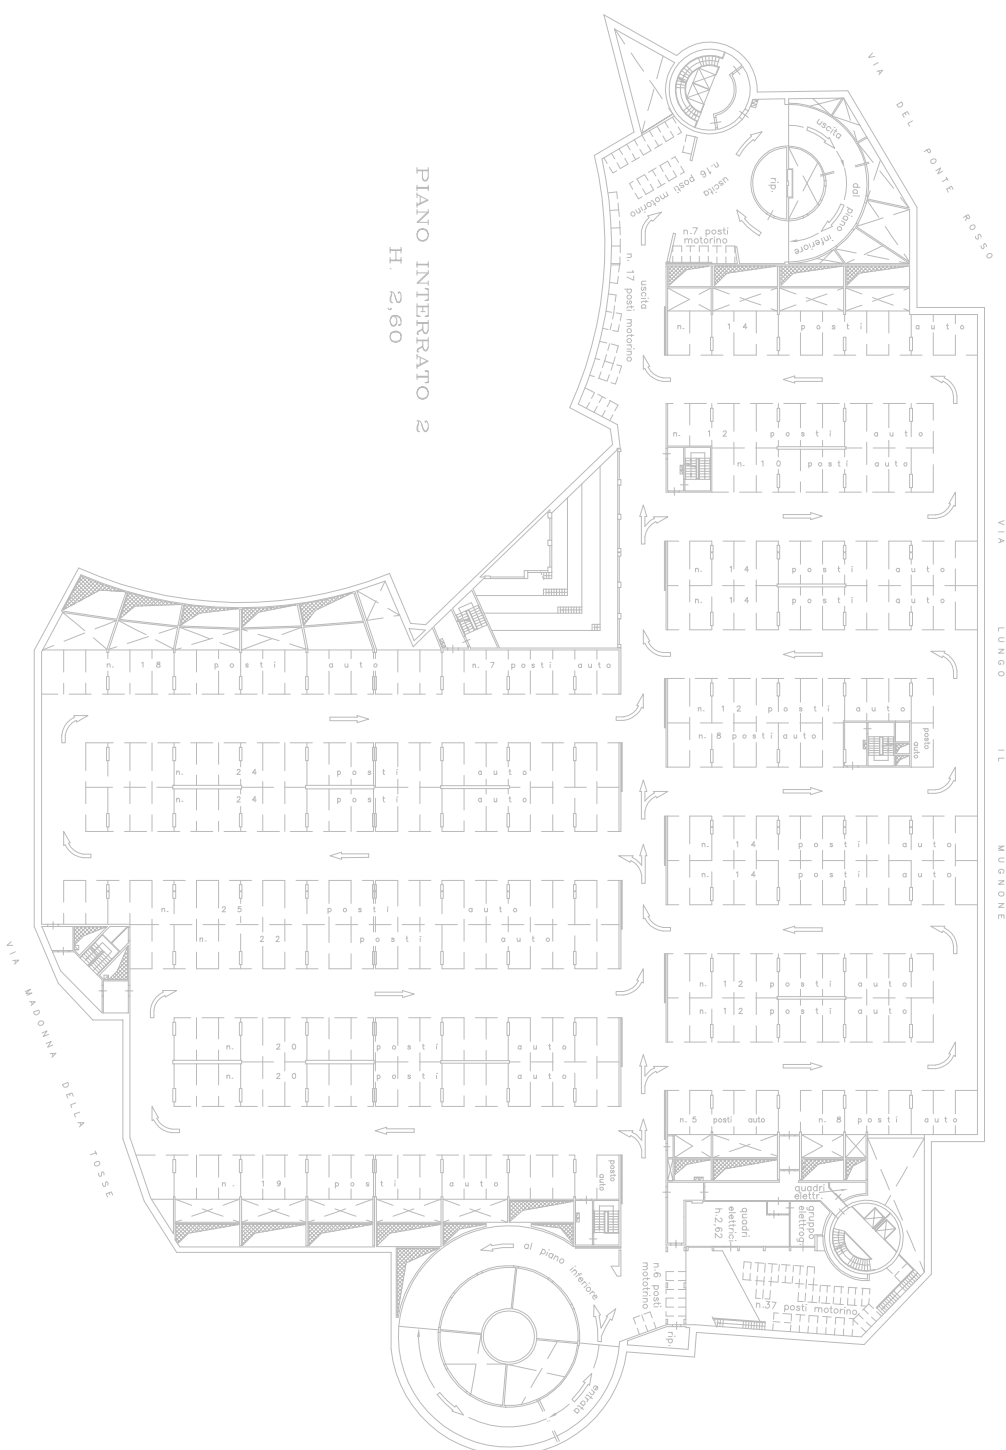 PIANO INTERRATO 2
H. 2,60
VIA DEL PONTE ROSSO
uscita
dal piano inferiore
rip.
n.16 posti motorino
uscita
n.7 posti
motorino
n. 17 posti motorino
uscita
n. 14 posti auto
n. 12 posti auto
n. 10 posti auto
n. 14 posti auto
n. 14 posti auto
n. 12 posti auto
n. 8 posti auto
posto
auto
n. 14 posti auto
n. 14 posti auto
n. 12 posti auto
n. 12 posti auto
n. 5 posti auto
n. 8 posti auto
VIA LUNGO IL MUGNONE
n. 18 posti auto
n. 7 posti auto
n. 24 posti auto
n. 24 posti auto
n. 25 posti auto
n. 22 posti auto
n. 20 posti auto
n. 20 posti auto
n. 19 posti auto
posto
auto
VIA MADONNA DELLA TOSSE
quadri
elettr.
gruppo
elettrog.
quadri
elettrici
h.2,62
n.6 posti
mototrino
n.37 posti motorino
rip.
al piano inferiore
entrata